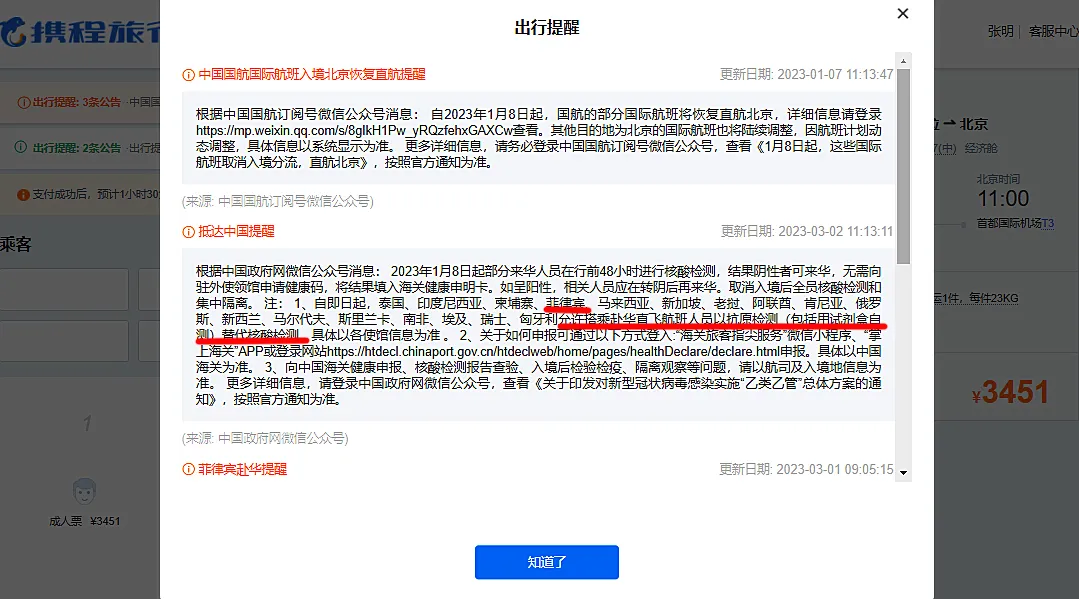 携程旅行
张明 客服中心
出行提醒
出行提醒: 3条公告 ·中国国
出行提醒: 2条公告 ·出行提
支付成功后，预计1小时30
乘客
1
成人票 ¥3451
中国国航国际航班入境北京恢复直航提醒 更新日期: 2023-01-07 11:13:47
根据中国国航订阅号微信公众号消息： 自2023年1月8日起，国航的部分国际航班将恢复直航北京，详细信息请登录
https://mp.weixin.qq.com/s/8glkH1Pw_yRQzfehxGAXCw查看。其他目的地为北京的国际航班也将陆续调整，因航班计划动
态调整，具体信息以系统显示为准。 更多详细信息，请务必登录中国国航订阅号微信公众号，查看《1月8日起，这些国际
航班取消入境分流，直航北京》，按照官方通知为准。
(来源: 中国国航订阅号微信公众号)
抵达中国提醒 更新日期: 2023-03-02 11:13:11
根据中国政府网微信公众号消息： 2023年1月8日起部分来华人员在行前48小时进行核酸检测，结果阴性者可来华，无需向
驻外使领馆申请健康码，将结果填入海关健康申明卡。如呈阳性，相关人员应在转阴后再来华。取消入境后全员核酸检测和
集中隔离。 注： 1、自即日起，泰国、印度尼西亚、柬埔寨、菲律宾、马来西亚、新加坡、老挝、阿联酋、肯尼亚、俄罗
斯、新西兰、马尔代夫、斯里兰卡、南非、埃及、瑞士、匈牙利允许搭乘赴华直飞航班人员以抗原检测（包括用试剂盒自
测）替代核酸检测，具体以各使馆信息为准 。 2、关于如何申报可通过以下方式登入:“海关旅客指尖服务”微信小程序、“掌
上海关”APP或登录网站https://htdecl.chinaport.gov.cn/htdeclweb/home/pages/healthDeclare/declare.html申报。具体以中国
海关为准。 3、向中国海关健康申报、核酸检测报告查验、入境后检验检疫、隔离观察等问题，请以航司及入境地信息为
准。 更多详细信息，请登录中国政府网微信公众号，查看《关于印发对新型冠状病毒感染实施“乙类乙管”总体方案的通
知》，按照官方通知为准。
(来源: 中国政府网微信公众号)
菲律宾赴华提醒 更新日期: 2023-03-01 09:05:15
知道了
北京
7(中) 经济舱
北京时间
11:00
首都国际机场T3
1件，每件23KG
¥3451